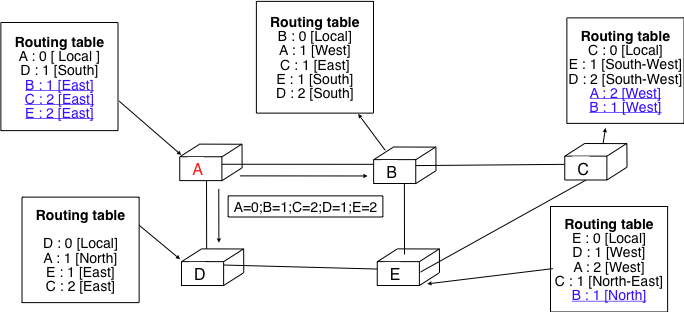 Routing table
A : 0 [ Local ]
D : 1 [South]
B : 1 [East]
C : 2 [East]
E : 2 [East]
Routing table
B : 0 [Local]
A : 1 [West]
C : 1 [East]
E : 1 [South]
D : 2 [South]
Routing table
C : 0 [Local]
E : 1 [South-West]
D : 2 [South-West]
A : 2 [West]
B : 1 [West]
A
B
C
A=0;B=1;C=2;D=1;E=2
Routing table
D : 0 [Local]
A : 1 [North]
E : 1 [East]
C : 2 [East]
D
E
Routing table
E : 0 [Local]
D : 1 [West]
A : 2 [West]
C : 1 [North-East]
B : 1 [North]